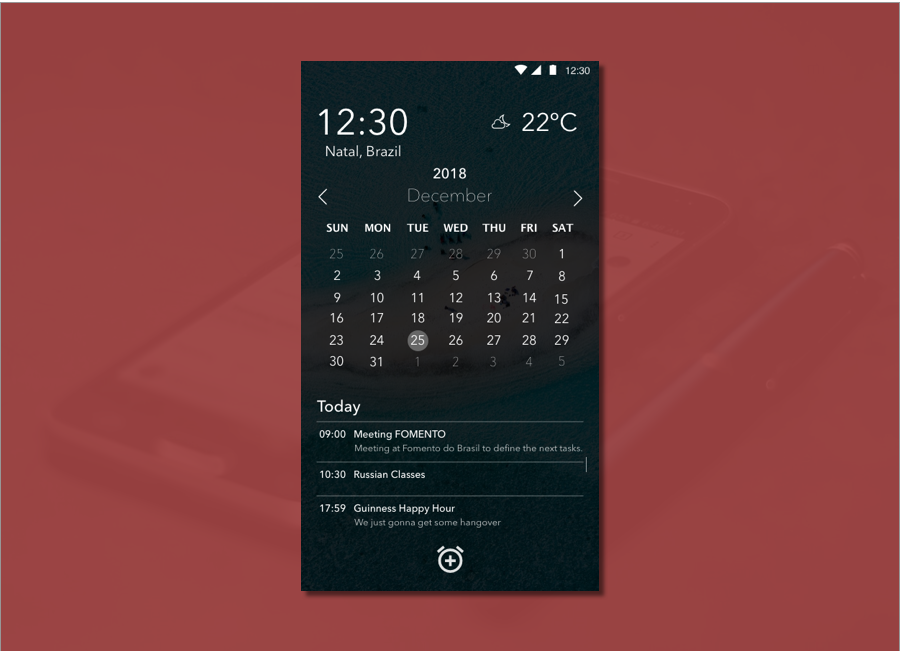 12:30
12:30 22°C
Natal, Brazil
2018
December
SUN MON TUE WED THU FRI SAT
25 26 27 28 29 30 1
2 3 4 5 6 7 8
9 10 11 12 13 14 15
16 17 18 19 20 21 22
23 24 25 26 27 28 29
30 31 1 2 3 4 5
Today
09:00 Meeting FOMENTO
Meeting at Fomento do Brasil to define the next tasks.
10:30 Russian Classes
17:59 Guinness Happy Hour
We just gonna get some hangover